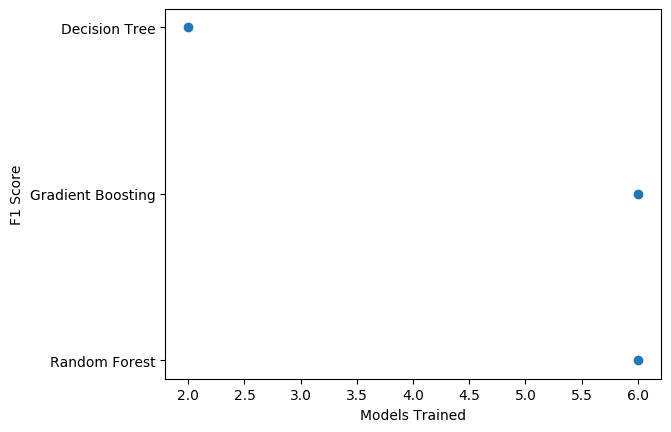 Decision Tree
Gradient Boosting
Random Forest
F1 Score
2.0 2.5 3.0 3.5 4.0 4.5 5.0 5.5 6.0
Models Trained